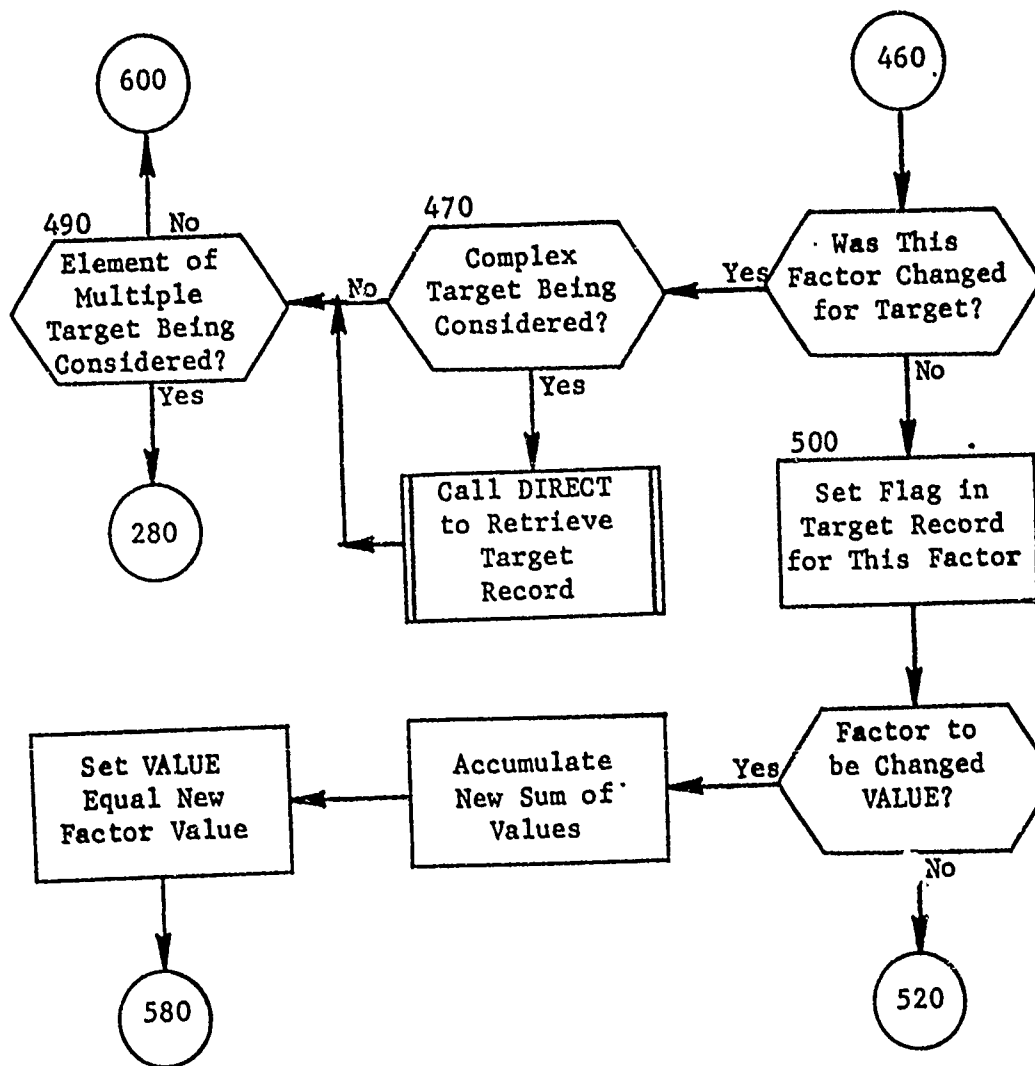 600
460
490
No
Element of
Multiple
Target Being
Considered?
Yes
280
470
Complex
Target Being
Considered?
No
Yes
Call DIRECT
to Retrieve
Target
Record
Was This
Factor Changed
for Target?
Yes
No
500
Set Flag in
Target Record
for This Factor
Factor to
be Changed
VALUE?
Yes
No
Accumulate
New Sum of
Values
Set VALUE
Equal New
Factor Value
580
520